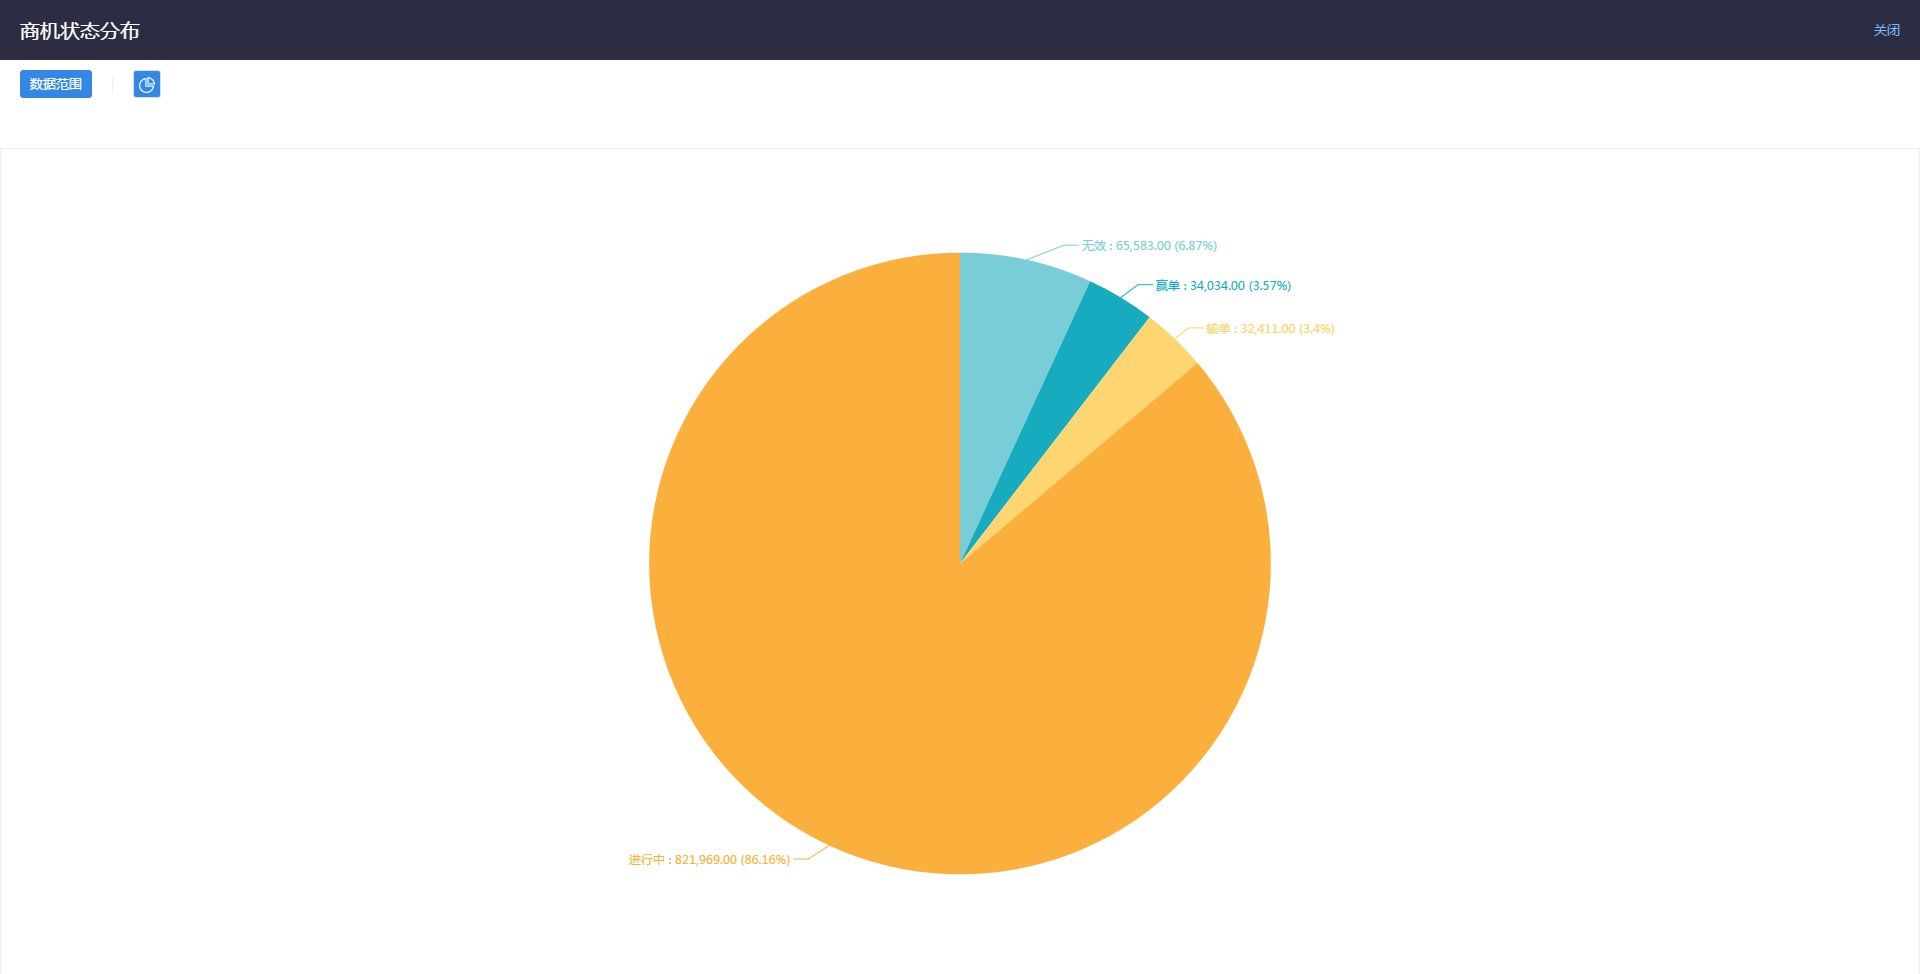 商机状态分布
关闭
数据范围
无效 : 65,583.00 (6.87%)
赢单 : 34,034.00 (3.57%)
输单 : 32,411.00 (3.4%)
进行中 : 821,969.00 (86.16%)